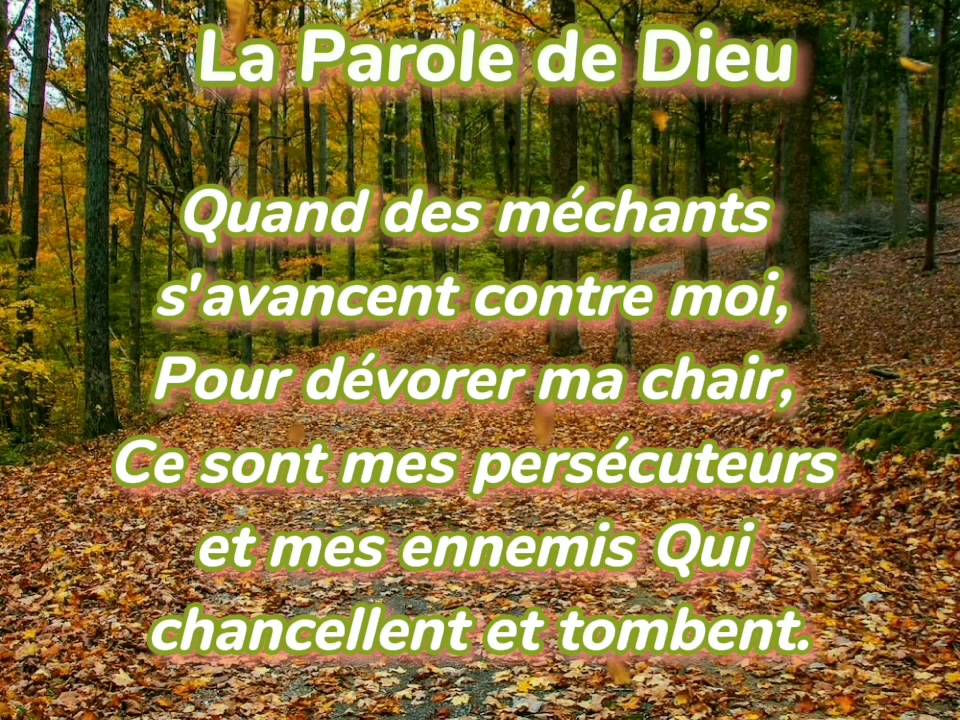 La Parole de Dieu
Quand des méchants
s'avancent contre moi,
Pour dévorer ma chair,
Ce sont mes persécuteurs
et mes ennemis Qui
chancellent et tombent.